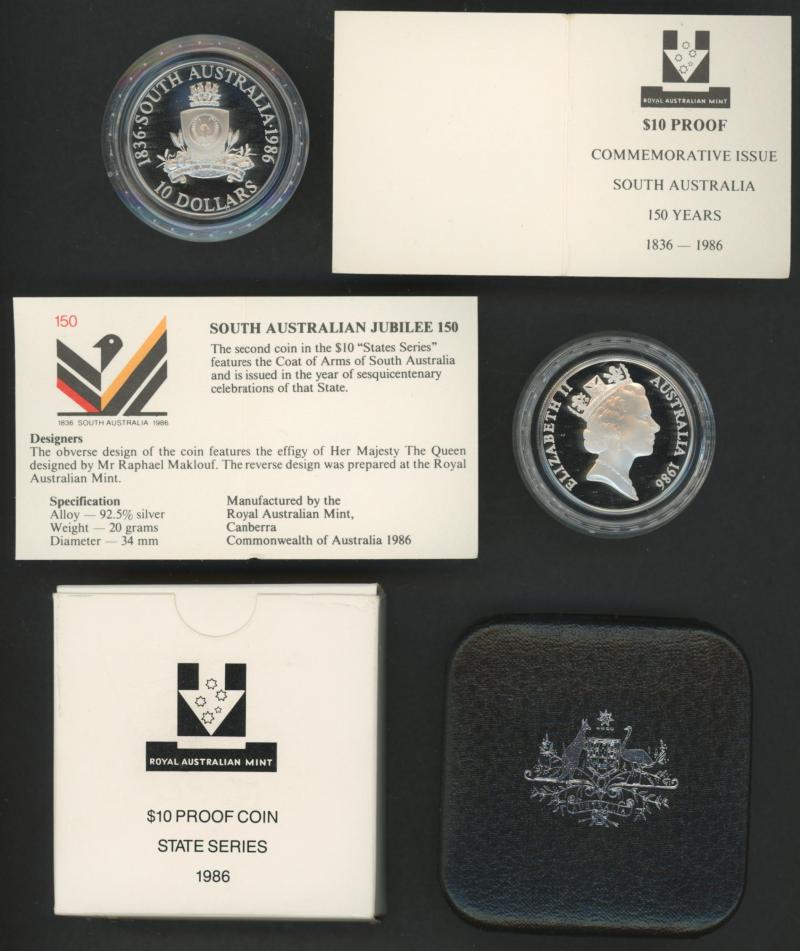 1836·SOUTH AUSTRALIA·1986
10 DOLLARS
ROYAL AUSTRALIAN MINT
$10 PROOF
COMMEMORATIVE ISSUE
SOUTH AUSTRALIA
150 YEARS
1836 — 1986
150
1836 SOUTH AUSTRALIA 1986
SOUTH AUSTRALIAN JUBILEE 150
The second coin in the $10 “States Series”
features the Coat of Arms of South Australia
and is issued in the year of sesquicentenary
celebrations of that State.
Designers
The obverse design of the coin features the effigy of Her Majesty The Queen
designed by Mr Raphael Maklouf. The reverse design was prepared at the Royal
Australian Mint.
Specification
Alloy — 92.5% silver
Weight — 20 grams
Diameter — 34 mm
Manufactured by the
Royal Australian Mint,
Canberra
Commonwealth of Australia 1986
ELIZABETH II
AUSTRALIA 1986
ROYAL AUSTRALIAN MINT
$10 PROOF COIN
STATE SERIES
1986